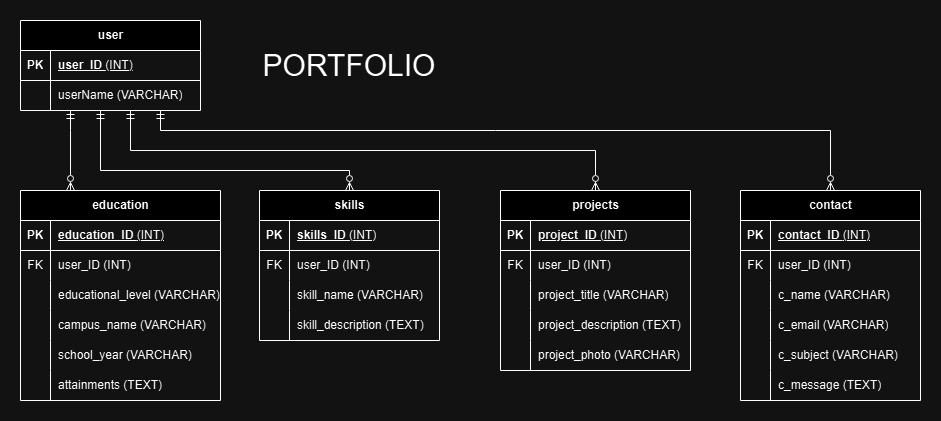 user
PK user_ID (INT)
userName (VARCHAR)
PORTFOLIO
education
PK education_ID (INT)
FK user_ID (INT)
educational_level (VARCHAR)
campus_name (VARCHAR)
school_year (VARCHAR)
attainments (TEXT)
skills
PK skills_ID (INT)
FK user_ID (INT)
skill_name (VARCHAR)
skill_description (TEXT)
projects
PK project_ID (INT)
FK user_ID (INT)
project_title (VARCHAR)
project_description (TEXT)
project_photo (VARCHAR)
contact
PK contact_ID (INT)
FK user_ID (INT)
c_name (VARCHAR)
c_email (VARCHAR)
c_subject (VARCHAR)
c_message (TEXT)